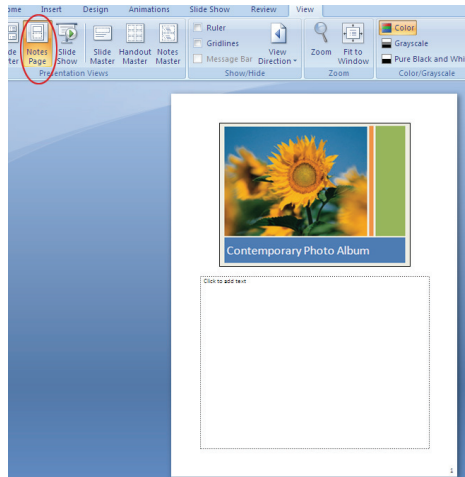 ome Insert Design Animations Slide Show Review View
de Notes Slide Slide Handout Notes Ruler View Zoom Fit to Color
ter Page Show Master Master Master Gridlines Direction Window Grayscale
Message Bar Pure Black and Whi
Presentation Views Show/Hide Zoom Color/Grayscale
Contemporary Photo Album
Click to add text
1